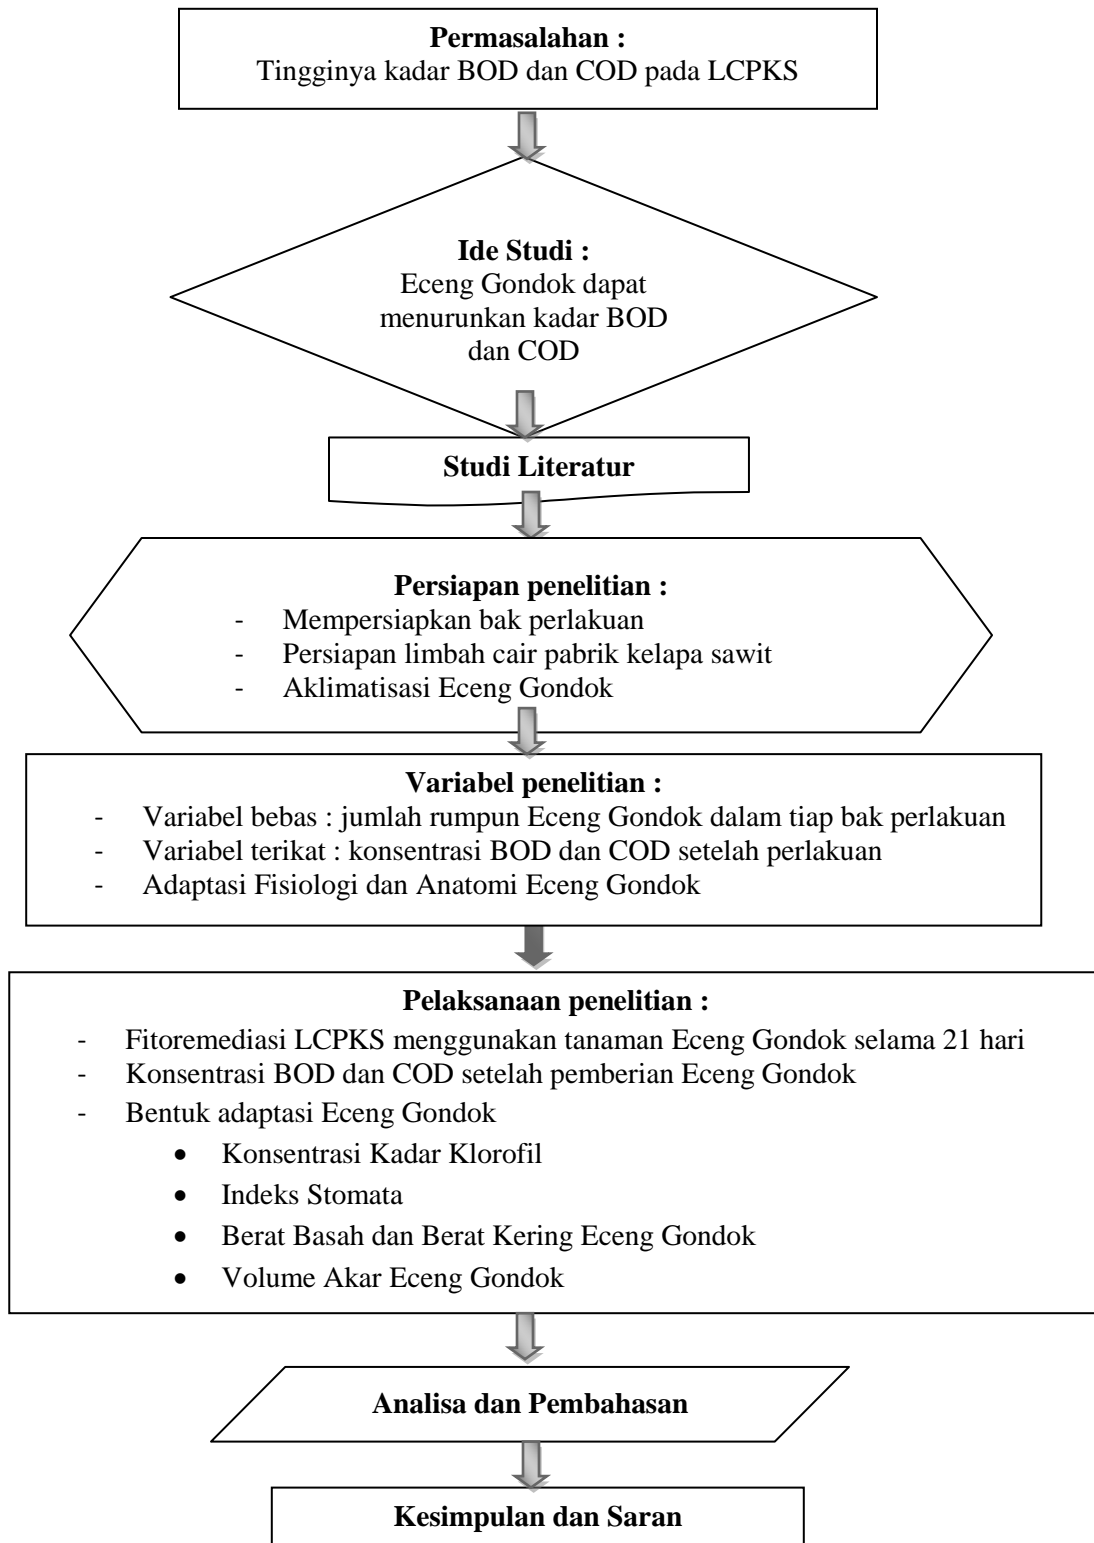 Permasalahan :
Tingginya kadar BOD dan COD pada LCPKS
Ide Studi :
Eceng Gondok dapat
menurunkan kadar BOD
dan COD
Studi Literatur
Persiapan penelitian :
- Mempersiapkan bak perlakuan
- Persiapan limbah cair pabrik kelapa sawit
- Aklimatisasi Eceng Gondok
Variabel penelitian :
- Variabel bebas : jumlah rumpun Eceng Gondok dalam tiap bak perlakuan
- Variabel terikat : konsentrasi BOD dan COD setelah perlakuan
- Adaptasi Fisiologi dan Anatomi Eceng Gondok
Pelaksanaan penelitian :
- Fitoremediasi LCPKS menggunakan tanaman Eceng Gondok selama 21 hari
- Konsentrasi BOD dan COD setelah pemberian Eceng Gondok
- Bentuk adaptasi Eceng Gondok
• Konsentrasi Kadar Klorofil
• Indeks Stomata
• Berat Basah dan Berat Kering Eceng Gondok
• Volume Akar Eceng Gondok
Analisa dan Pembahasan
Kesimpulan dan Saran